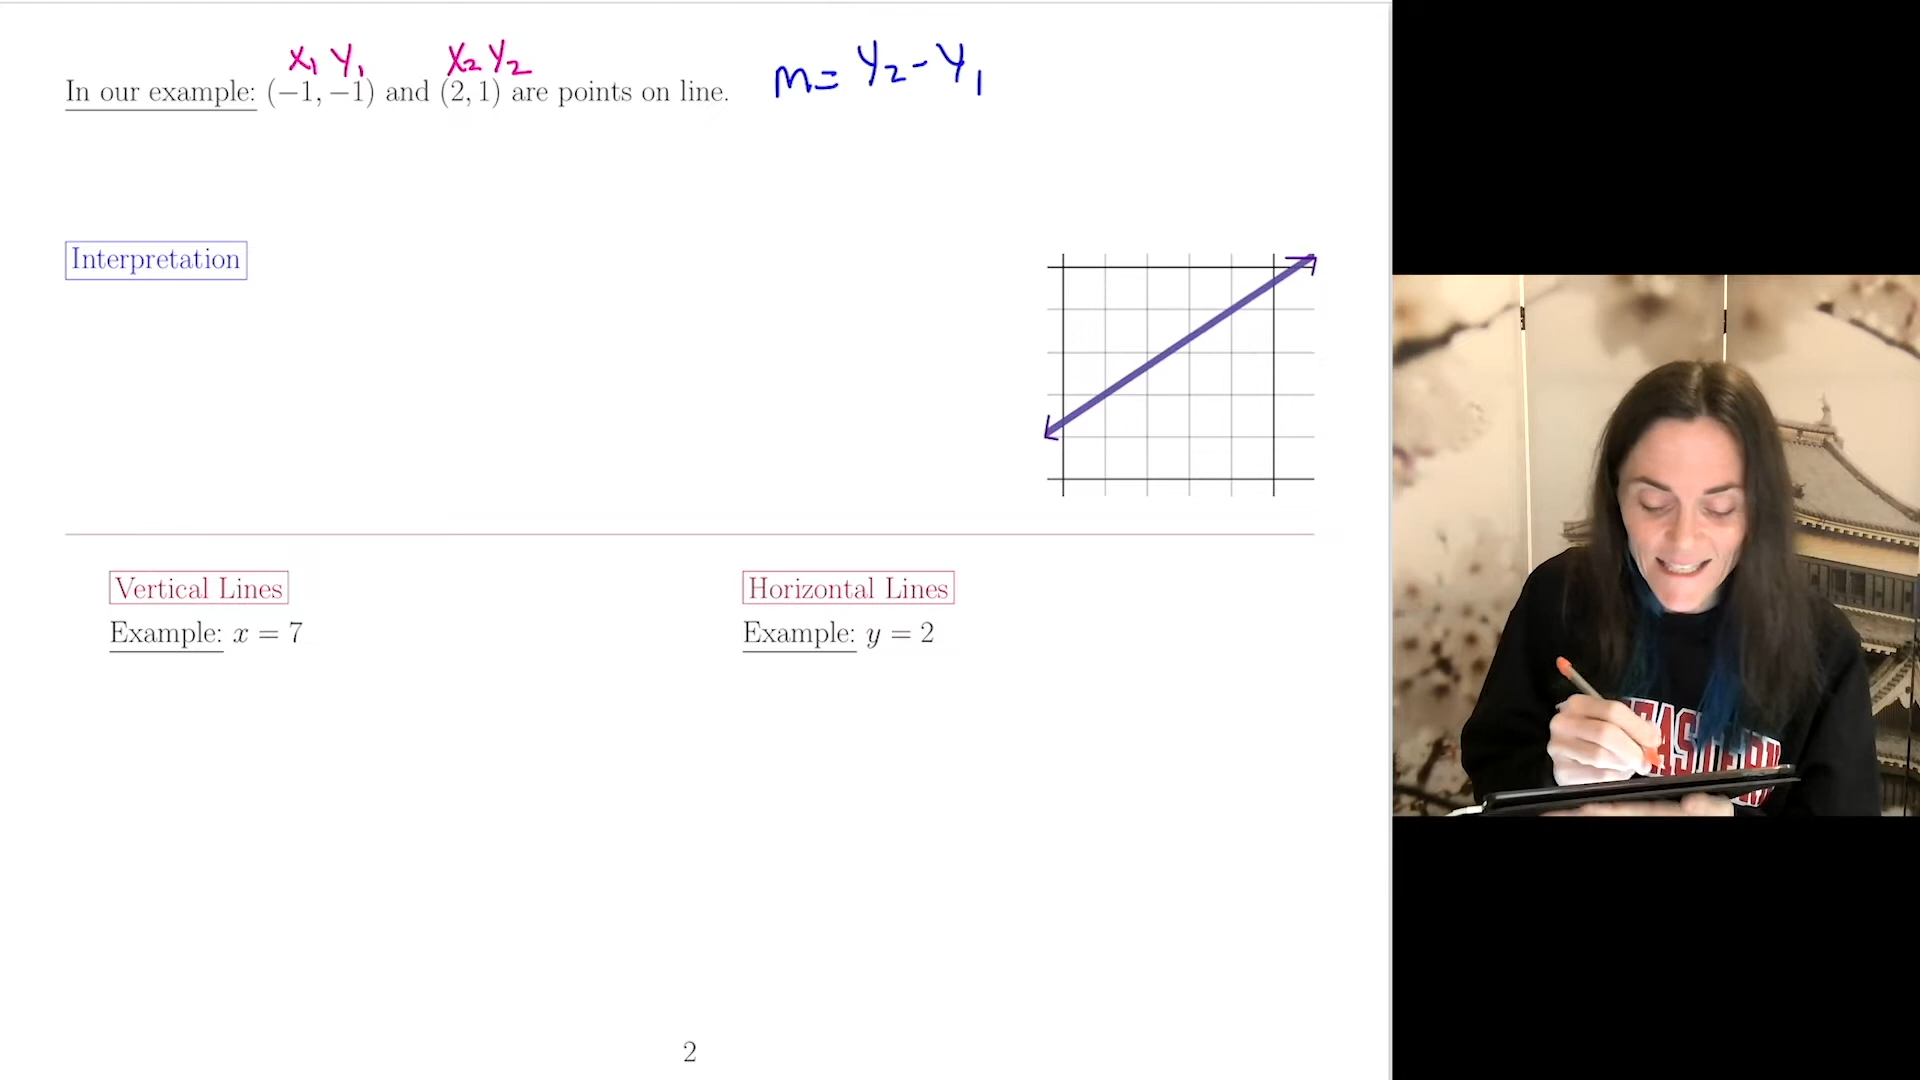 x₁ y₁ x₂ y₂
In our example: (−1, −1) and (2, 1) are points on line. m = y₂ − y₁
Interpretation
Vertical Lines
Example: x = 7
Horizontal Lines
Example: y = 2
2